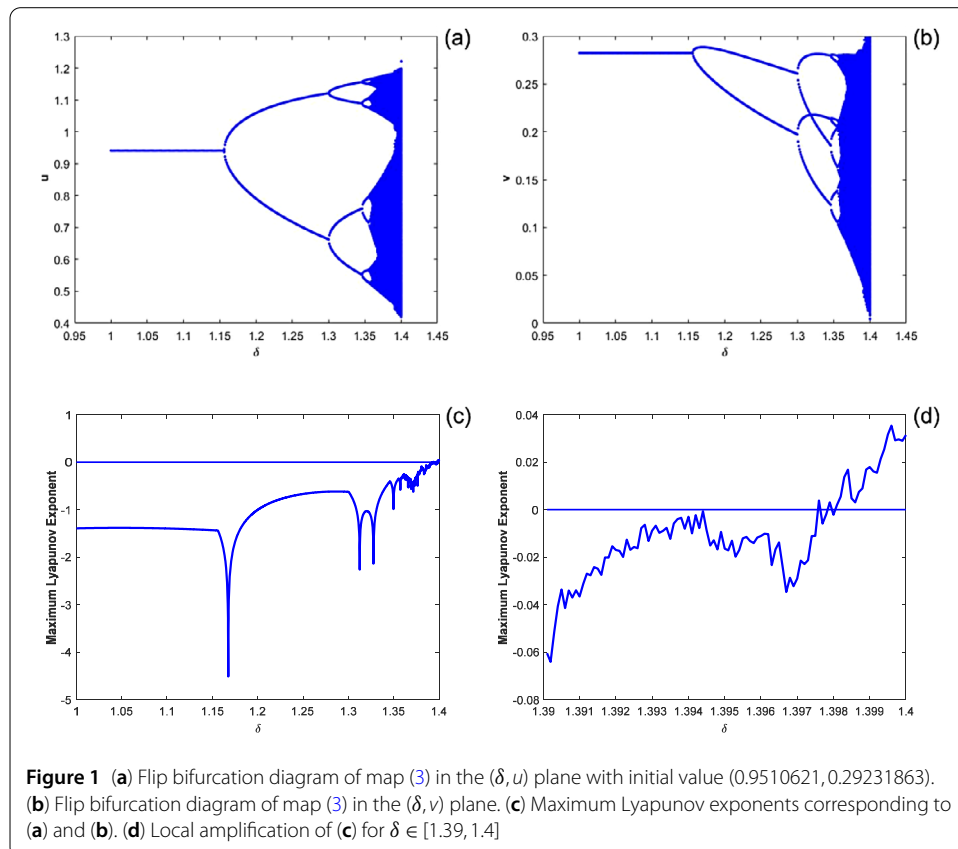 (a)
1.3
1.2
1.1
1
0.9
0.8
0.7
0.6
0.5
0.4
u
0.95 1 1.05 1.1 1.15 1.2 1.25 1.3 1.35 1.4 1.45
δ
(b)
0.3
0.25
0.2
0.15
0.1
0.05
0
v
0.95 1 1.05 1.1 1.15 1.2 1.25 1.3 1.35 1.4 1.45
δ
(c)
1
0
-1
-2
-3
-4
-5
Maximum Lyapunov Exponent
1 1.05 1.1 1.15 1.2 1.25 1.3 1.35 1.4
δ
(d)
0.04
0.02
0
-0.02
-0.04
-0.06
-0.08
Maximum Lyapunov Exponent
1.39 1.391 1.392 1.393 1.394 1.395 1.396 1.397 1.398 1.399 1.4
δ
Figure 1 (a) Flip bifurcation diagram of map (3) in the (δ, u) plane with initial value (0.9510621, 0.29231863).
(b) Flip bifurcation diagram of map (3) in the (δ, v) plane. (c) Maximum Lyapunov exponents corresponding to
(a) and (b). (d) Local amplification of (c) for δ ∈ [1.39, 1.4]